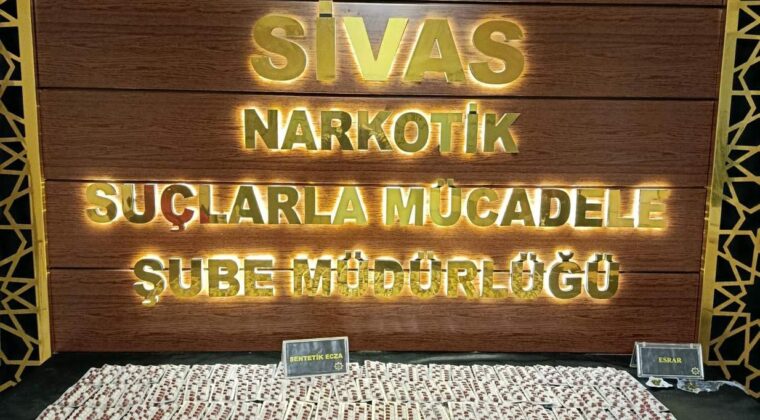 SİVAS
NARKOTİK
SUÇLARLA MÜCADELE
ŞUBE MÜDÜRLÜĞÜ
SENTETİK ECZA
ESRAR